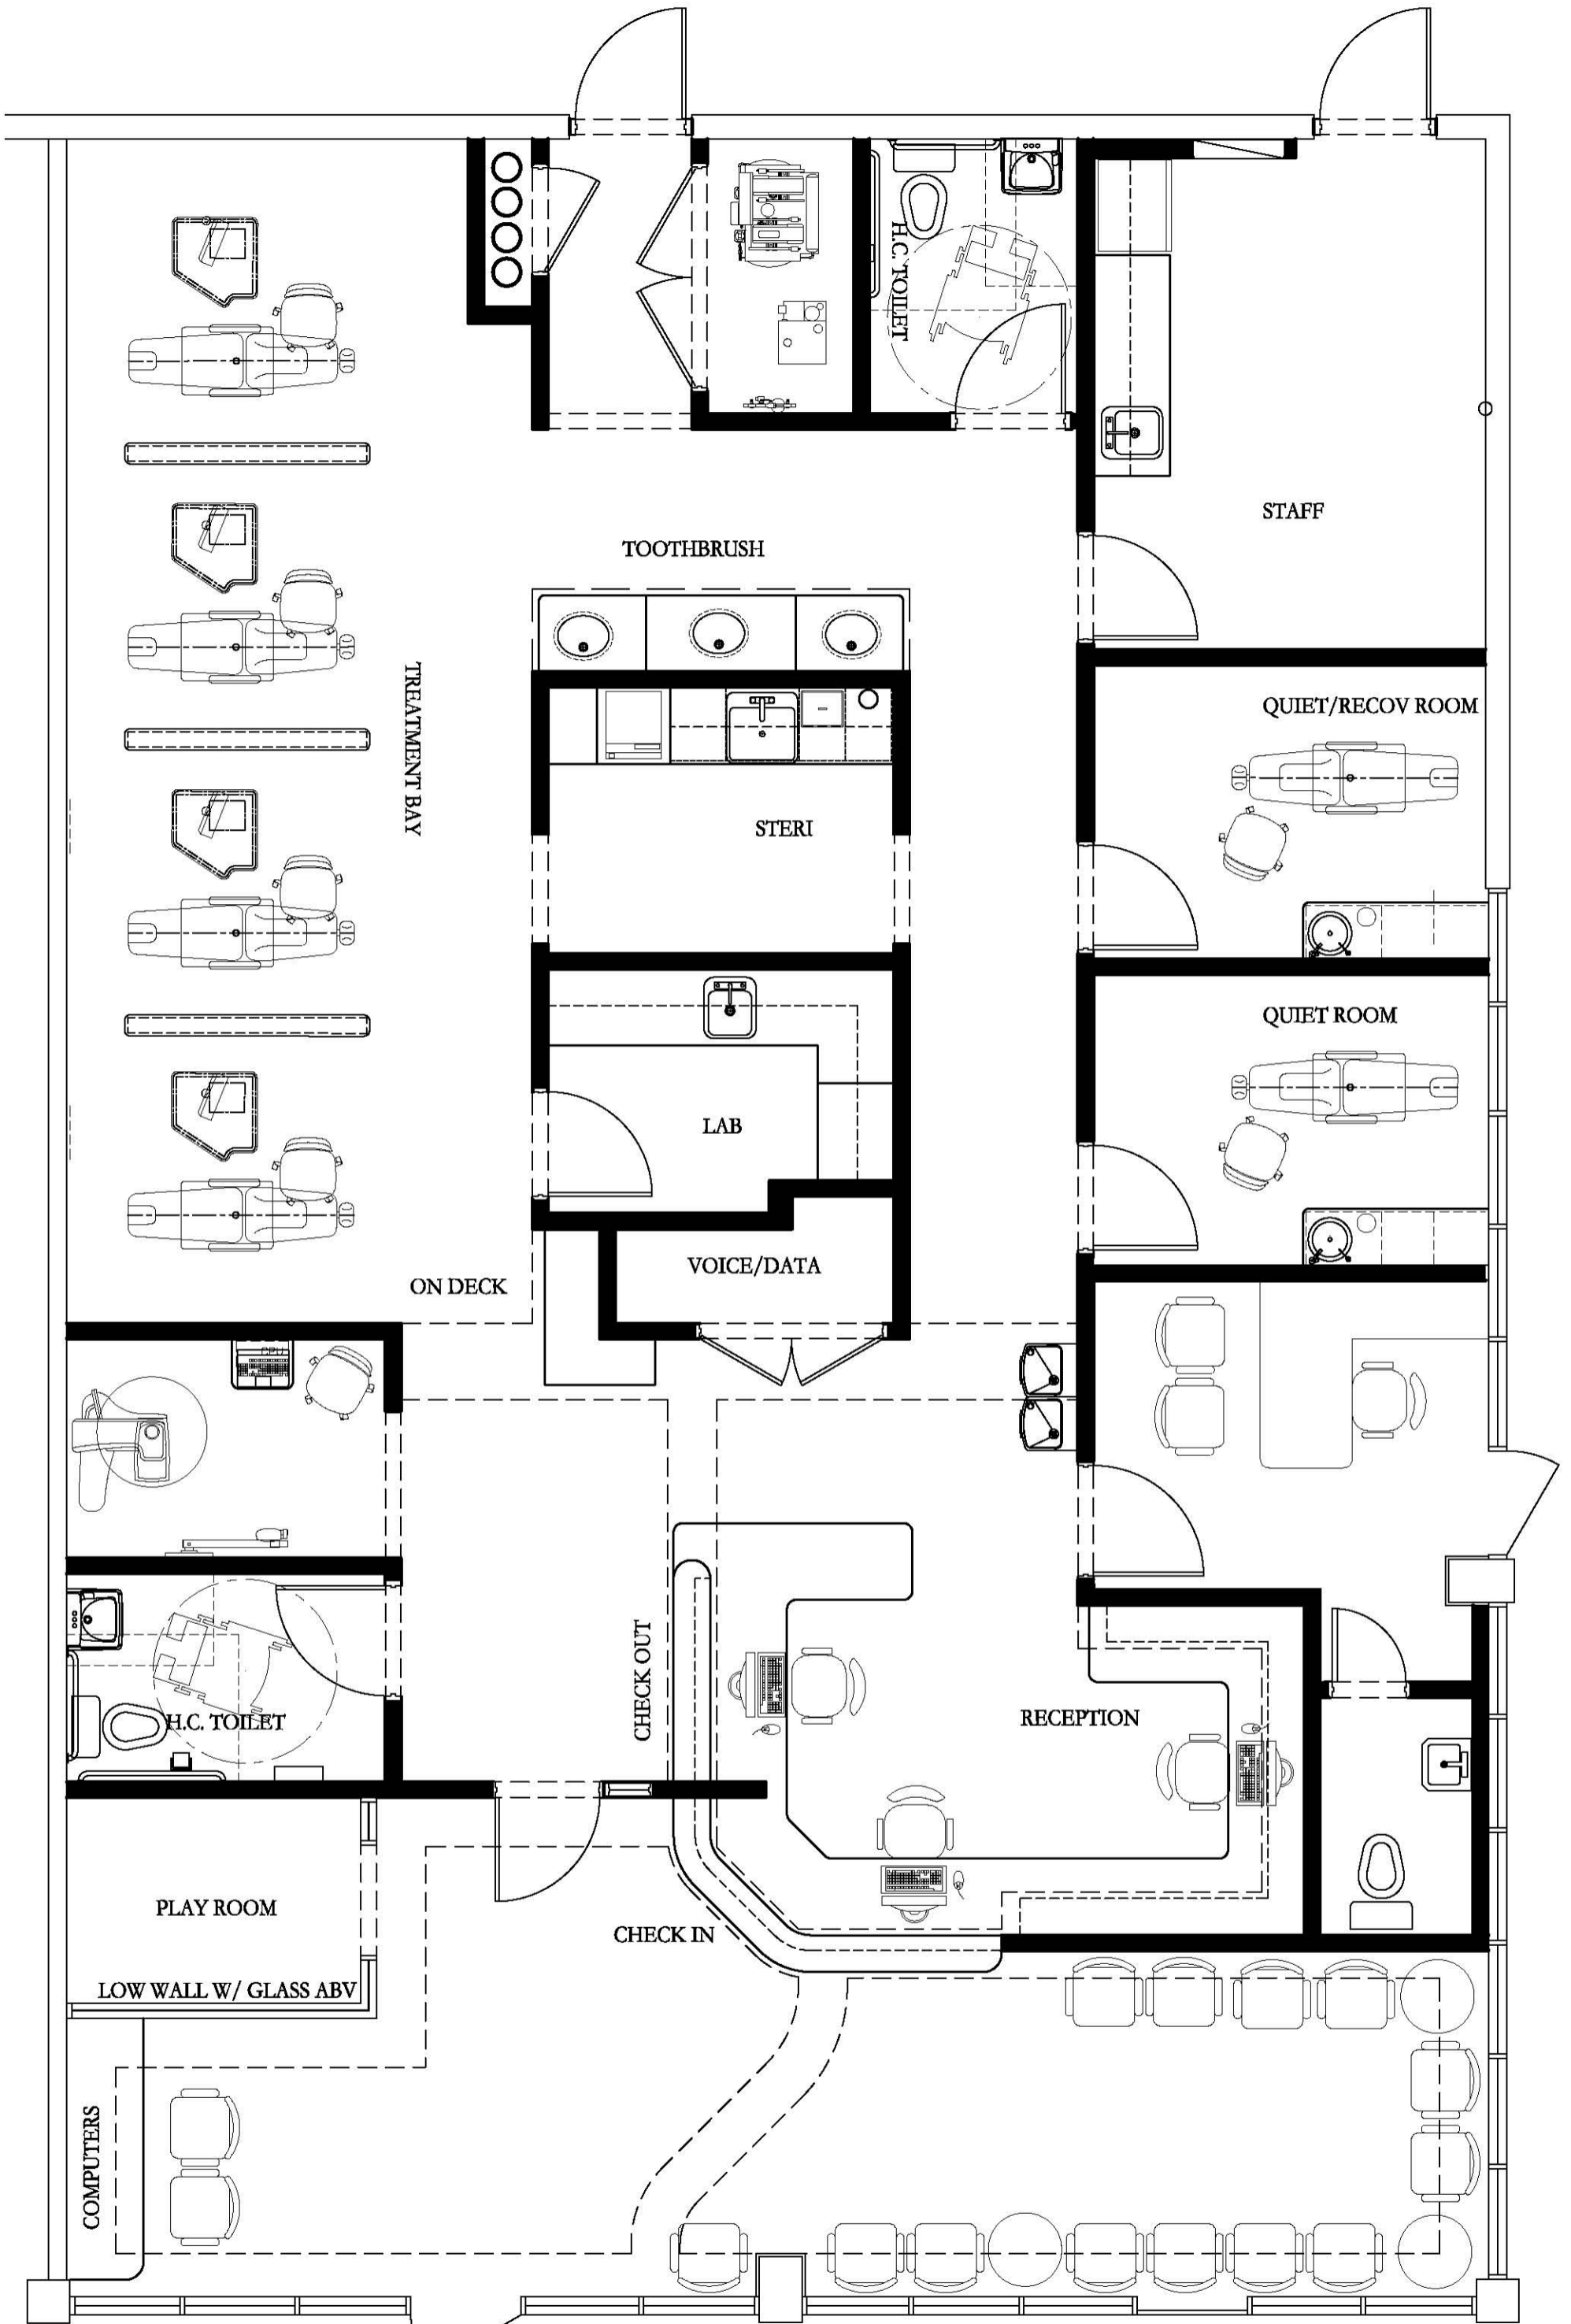 H.C. TOILET
STAFF
TOOTHBRUSH
TREATMENT BAY
QUIET/RECOV ROOM
STERI
QUIET ROOM
LAB
VOICE/DATA
ON DECK
CHECK OUT
RECEPTION
H.C. TOILET
PLAY ROOM
CHECK IN
LOW WALL W/ GLASS ABV
COMPUTERS